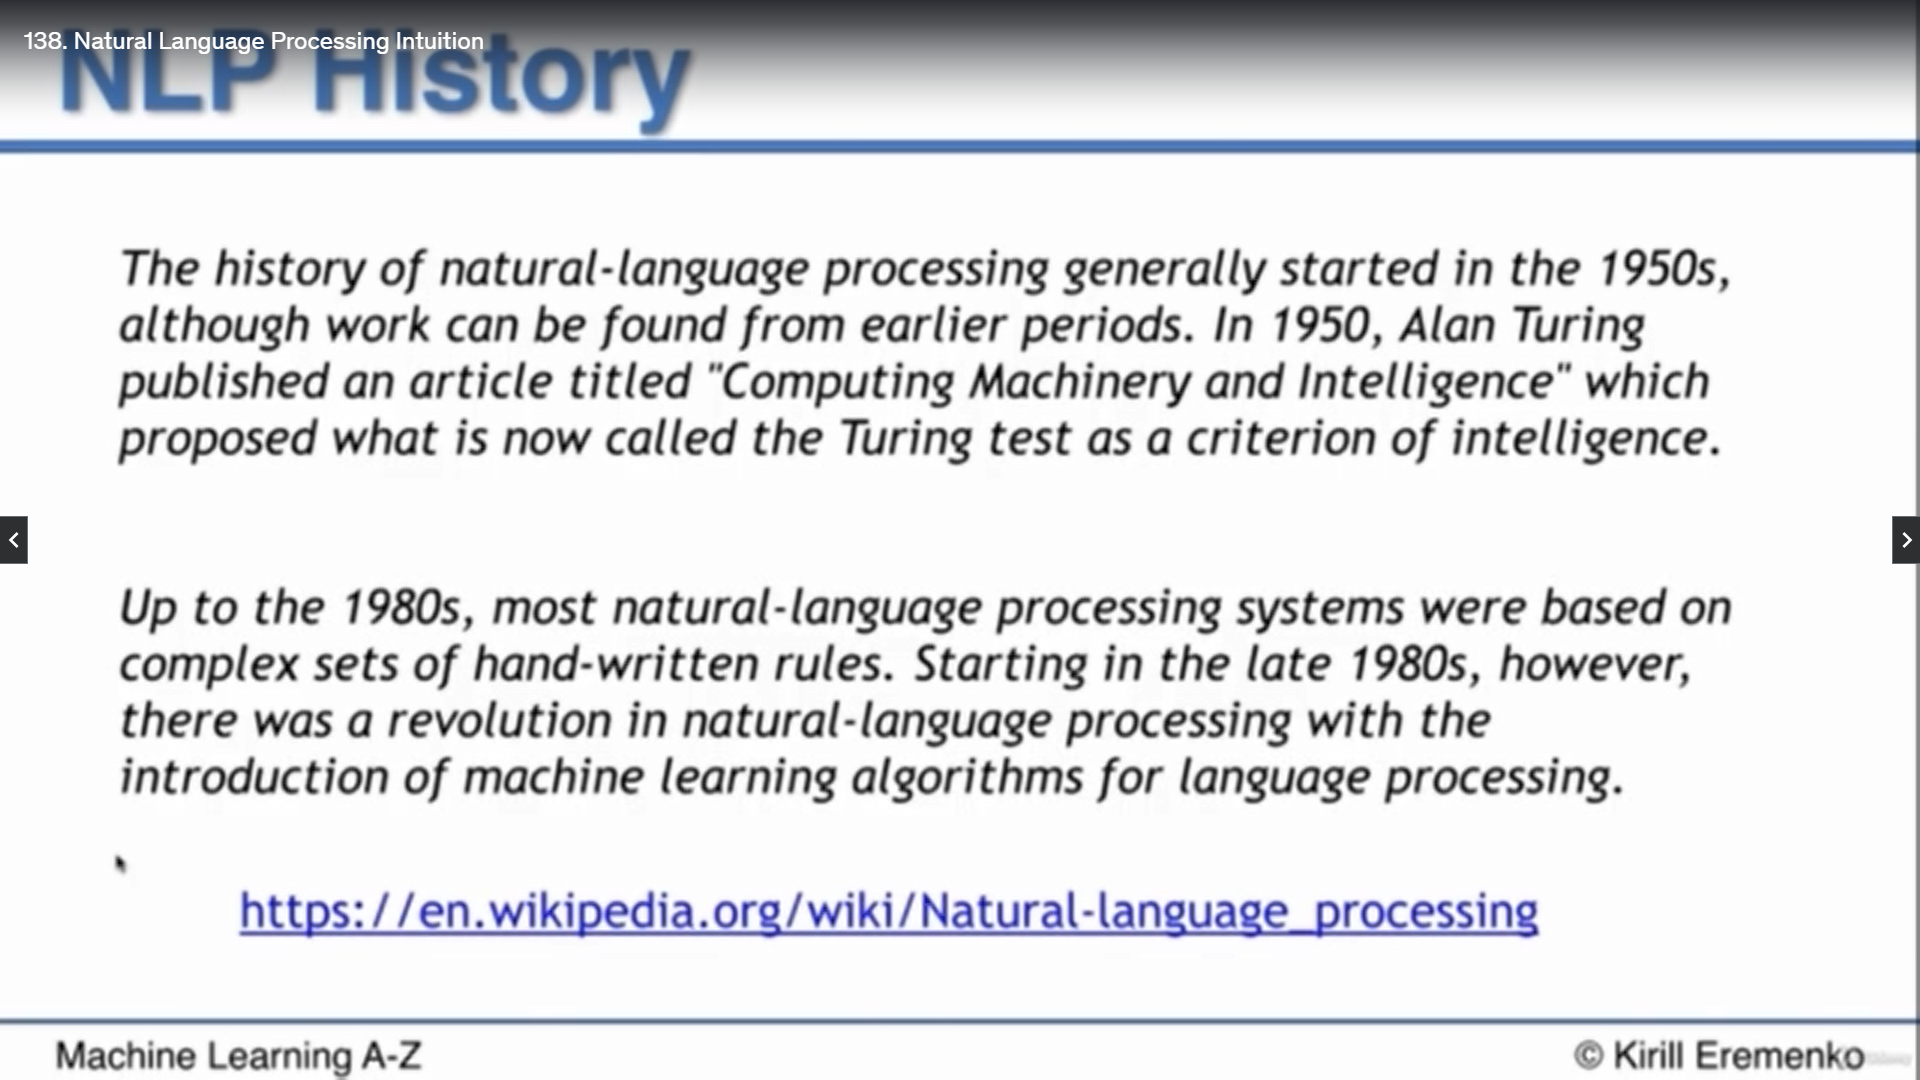 138. Natural Language Processing Intuition
NLP History
The history of natural-language processing generally started in the 1950s,
although work can be found from earlier periods. In 1950, Alan Turing
published an article titled "Computing Machinery and Intelligence" which
proposed what is now called the Turing test as a criterion of intelligence.
Up to the 1980s, most natural-language processing systems were based on
complex sets of hand-written rules. Starting in the late 1980s, however,
there was a revolution in natural-language processing with the
introduction of machine learning algorithms for language processing.
https://en.wikipedia.org/wiki/Natural-language_processing
Machine Learning A-Z
© Kirill Eremenko